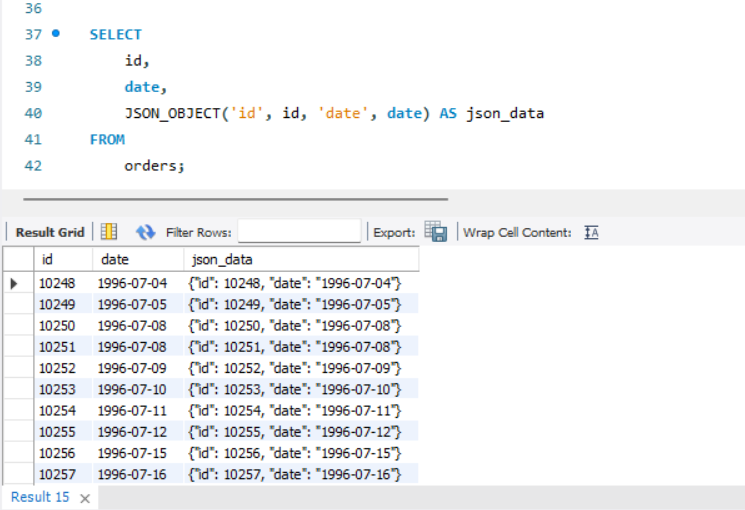 36
37 SELECT
38 id,
39 date,
40 JSON_OBJECT('id', id, 'date', date) AS json_data
41 FROM
42 orders;
Result Grid Filter Rows: Export: Wrap Cell Content: IA
id date json_data
10248 1996-07-04 {"id": 10248, "date": "1996-07-04"}
10249 1996-07-05 {"id": 10249, "date": "1996-07-05"}
10250 1996-07-08 {"id": 10250, "date": "1996-07-08"}
10251 1996-07-08 {"id": 10251, "date": "1996-07-08"}
10252 1996-07-09 {"id": 10252, "date": "1996-07-09"}
10253 1996-07-10 {"id": 10253, "date": "1996-07-10"}
10254 1996-07-11 {"id": 10254, "date": "1996-07-11"}
10255 1996-07-12 {"id": 10255, "date": "1996-07-12"}
10256 1996-07-15 {"id": 10256, "date": "1996-07-15"}
10257 1996-07-16 {"id": 10257, "date": "1996-07-16"}
Result 15 ×